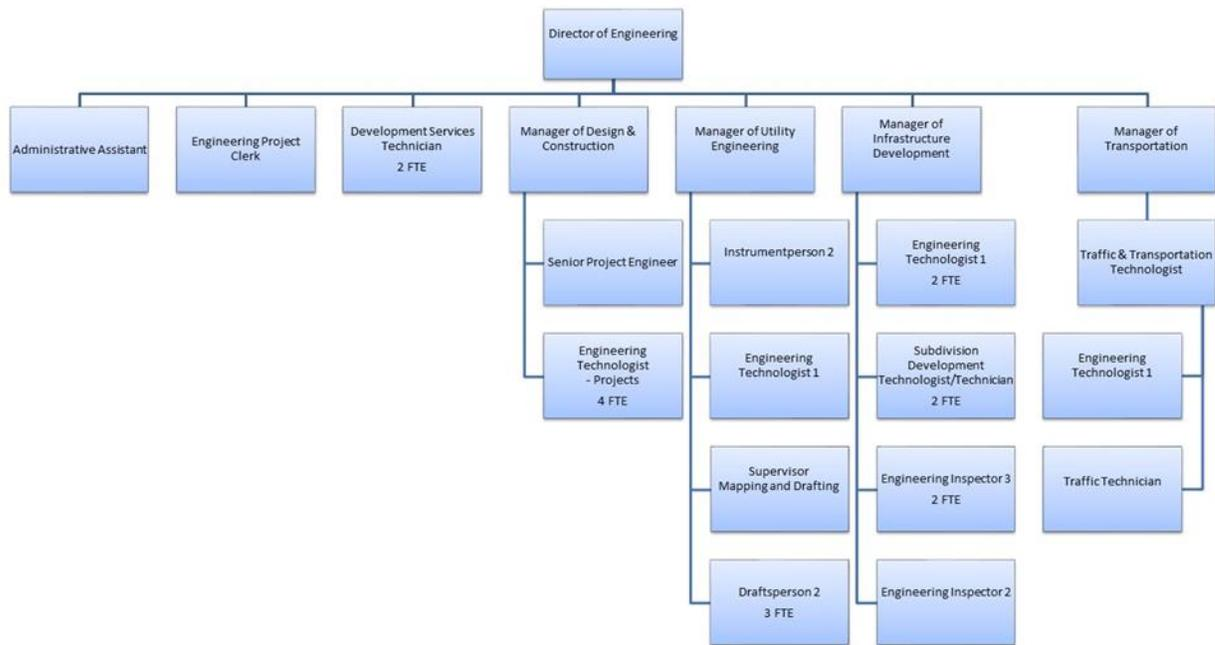 Director of Engineering
Administrative Assistant
Engineering Project
Clerk
Development Services
Technician
2 FTE
Manager of Design &
Construction
Manager of Utility
Engineering
Manager of
Infrastructure
Development
Manager of
Transportation
Senior Project Engineer
Engineering
Technologist
- Projects
4 FTE
Instrumentperson 2
Engineering
Technologist 1
Supervisor
Mapping and Drafting
Draftsperson 2
3 FTE
Engineering
Technologist 1
2 FTE
Subdivision
Development
Technologist/Technician
2 FTE
Engineering Inspector 3
2 FTE
Engineering Inspector 2
Traffic & Transportation
Technologist
Engineering
Technologist 1
Traffic Technician